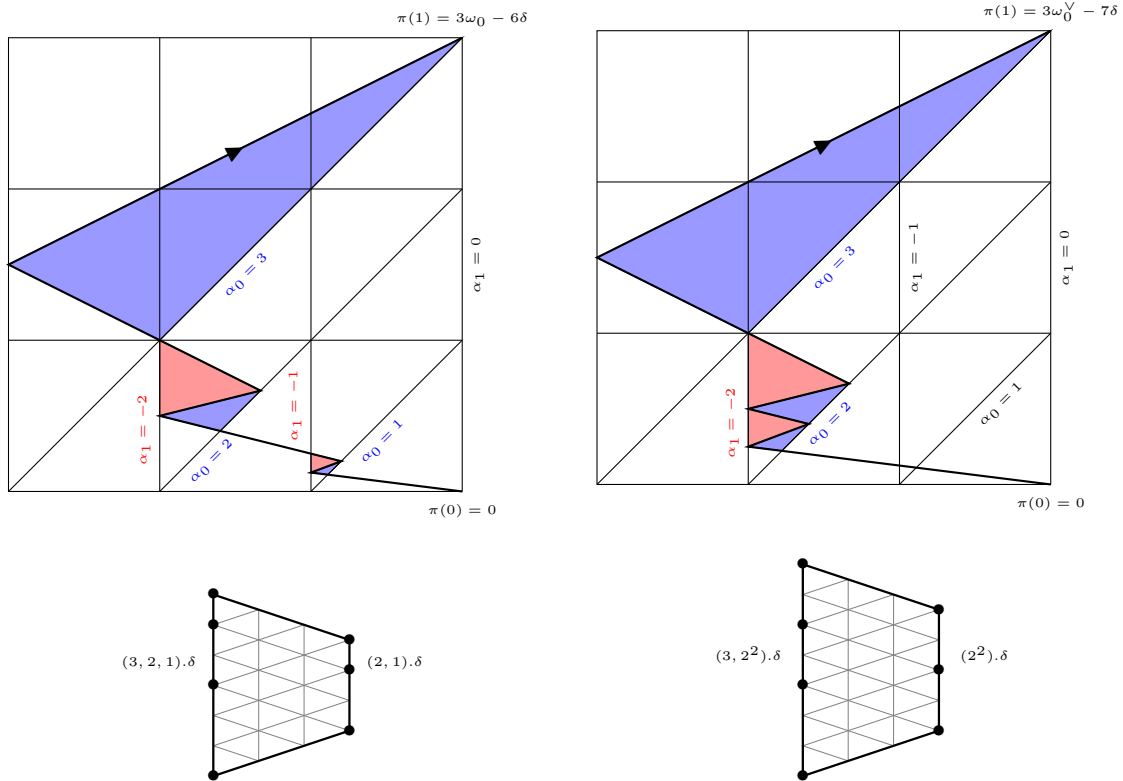 π(1) = 3ω₀ − 6δ
α₁ = 0
α₀ = 3
α₁ = −1
α₁ = −2
α₀ = 2
α₀ = 1
π(0) = 0
(3, 2, 1).δ
(2, 1).δ
π(1) = 3ω₀^∨ − 7δ
α₁ = −1
α₁ = 0
α₀ = 3
α₁ = −2
α₀ = 2
α₀ = 1
π(0) = 0
(3, 2²).δ
(2²).δ